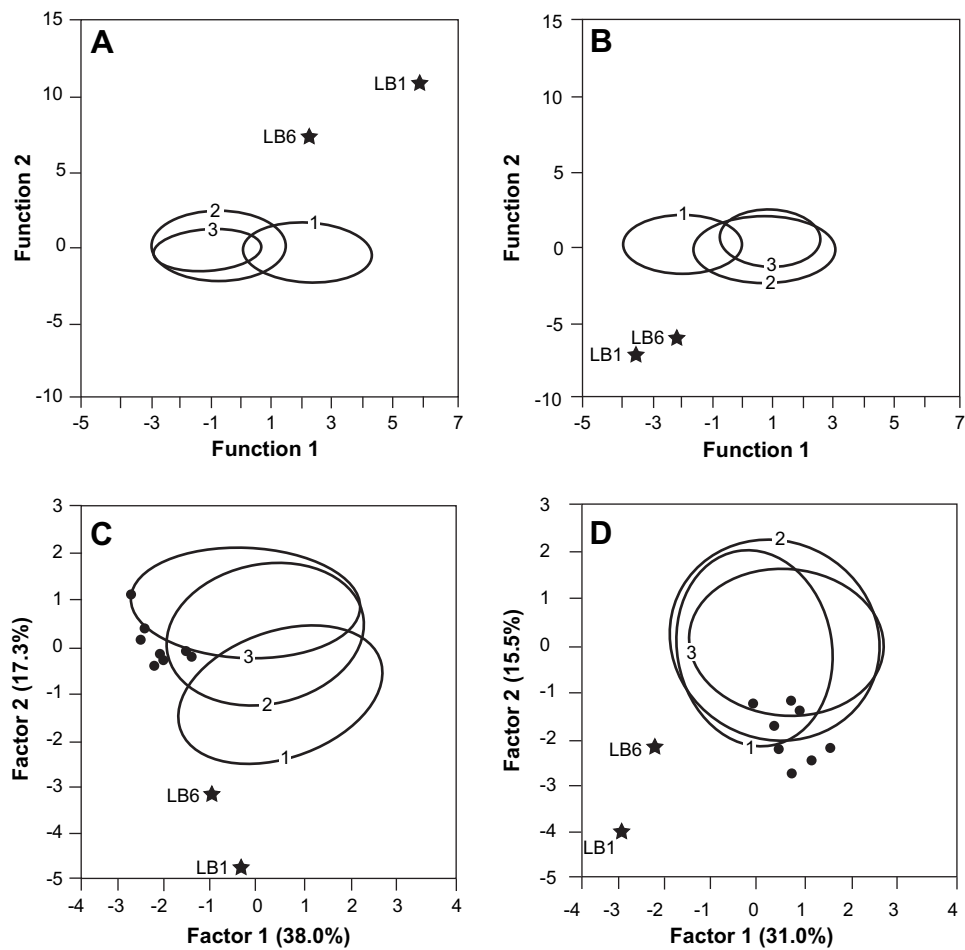 A
15
10
5
0
-5
-10
Function 2
LB1
LB6
2
3
1
-5 -3 -1 1 3 5 7
Function 1
B
15
10
5
0
-5
-10
Function 2
1
3
2
LB6
LB1
-5 -3 -1 1 3 5 7
Function 1
C
3
2
1
0
-1
-2
-3
-4
-5
Factor 2 (17.3%)
3
2
1
LB6
LB1
-4 -3 -2 -1 0 1 2 3 4
Factor 1 (38.0%)
D
3
2
1
0
-1
-2
-3
-4
-5
Factor 2 (15.5%)
2
3
1
LB6
LB1
-4 -3 -2 -1 0 1 2 3 4
Factor 1 (31.0%)